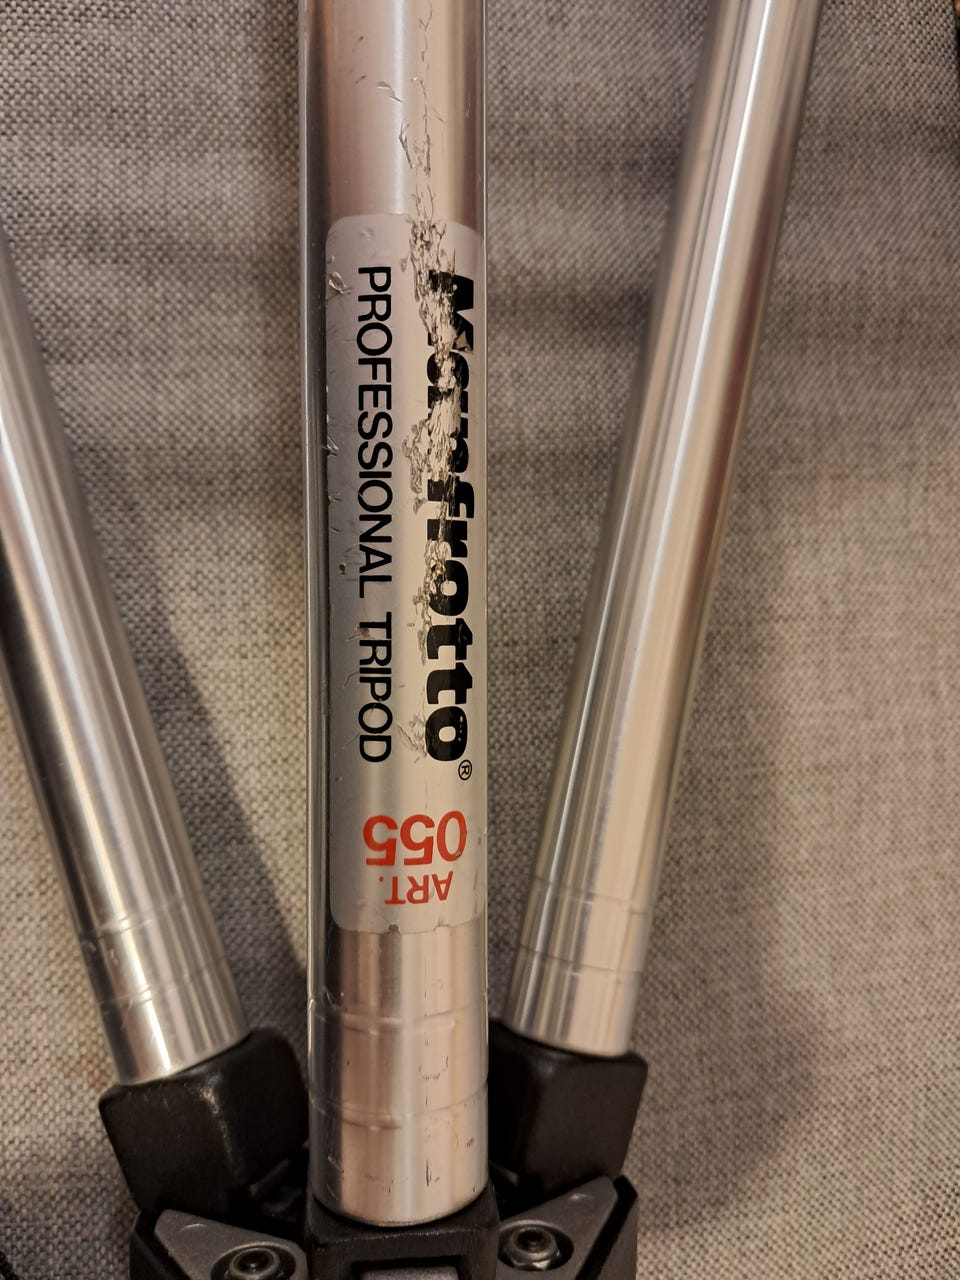 Manfrotto®
PROFESSIONAL TRIPOD
ART.
055